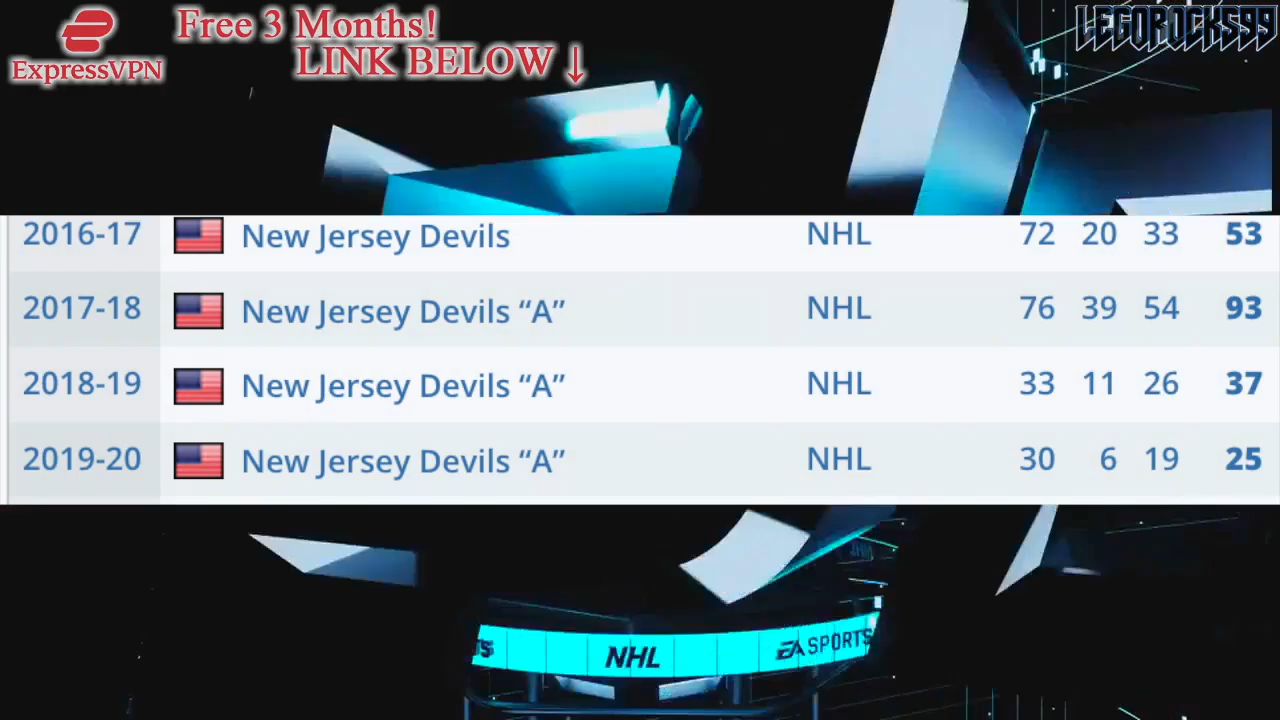 ExpressVPN
Free 3 Months!
LINK BELOW ↓
LEGOROCKS99
2016-17 New Jersey Devils NHL 72 20 33 53
2017-18 New Jersey Devils “A” NHL 76 39 54 93
2018-19 New Jersey Devils “A” NHL 33 11 26 37
2019-20 New Jersey Devils “A” NHL 30 6 19 25
TS NHL EA SPORTS